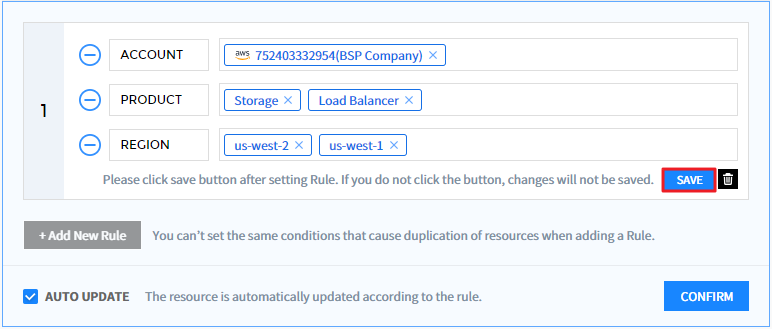 1
ACCOUNT
aws 752403332954(BSP Company) ×
PRODUCT
Storage × Load Balancer ×
REGION
us-west-2 × us-west-1 ×
Please click save button after setting Rule. If you do not click the button, changes will not be saved. SAVE
+ Add New Rule You can’t set the same conditions that cause duplication of resources when adding a Rule.
AUTO UPDATE The resource is automatically updated according to the rule. CONFIRM